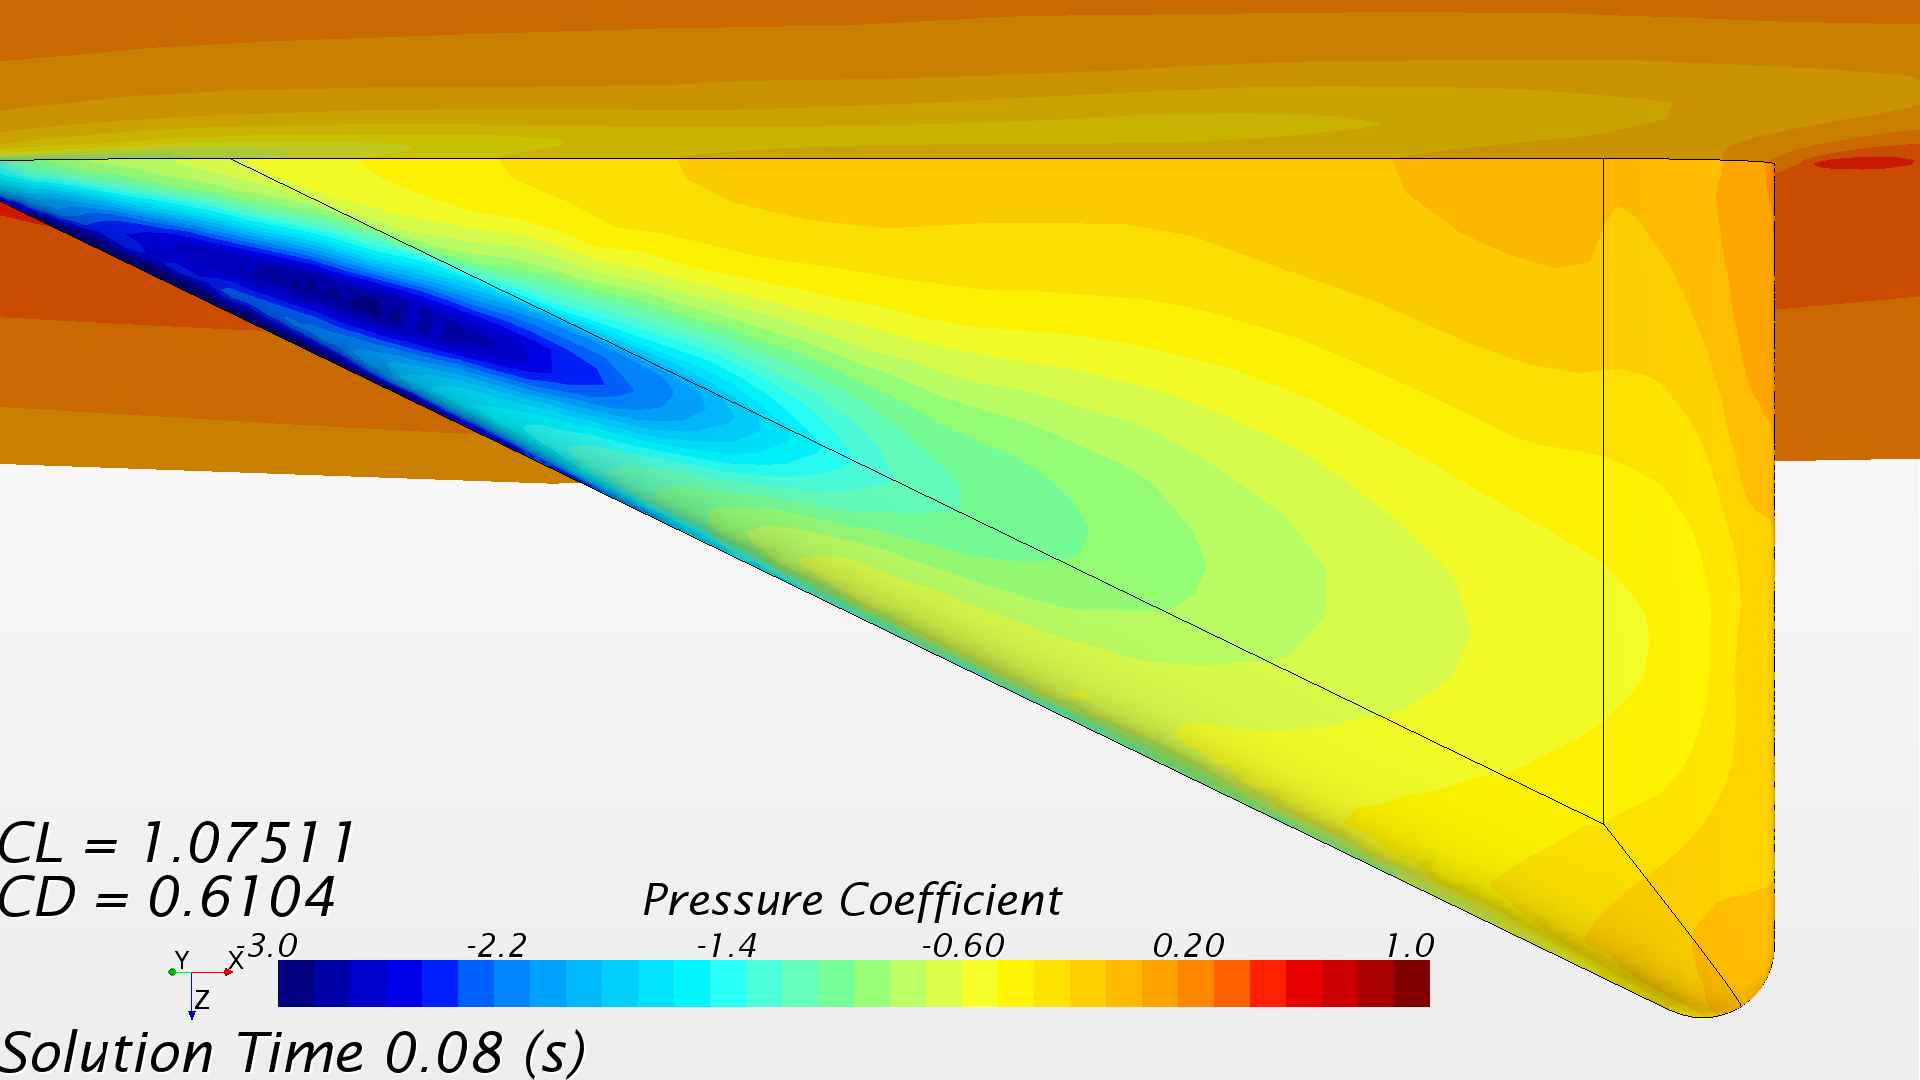 CL = 1.07511
CD = 0.6104
Pressure Coefficient
-3.0 -2.2 -1.4 -0.60 0.20 1.0
Y X
Z
Solution Time 0.08 (s)